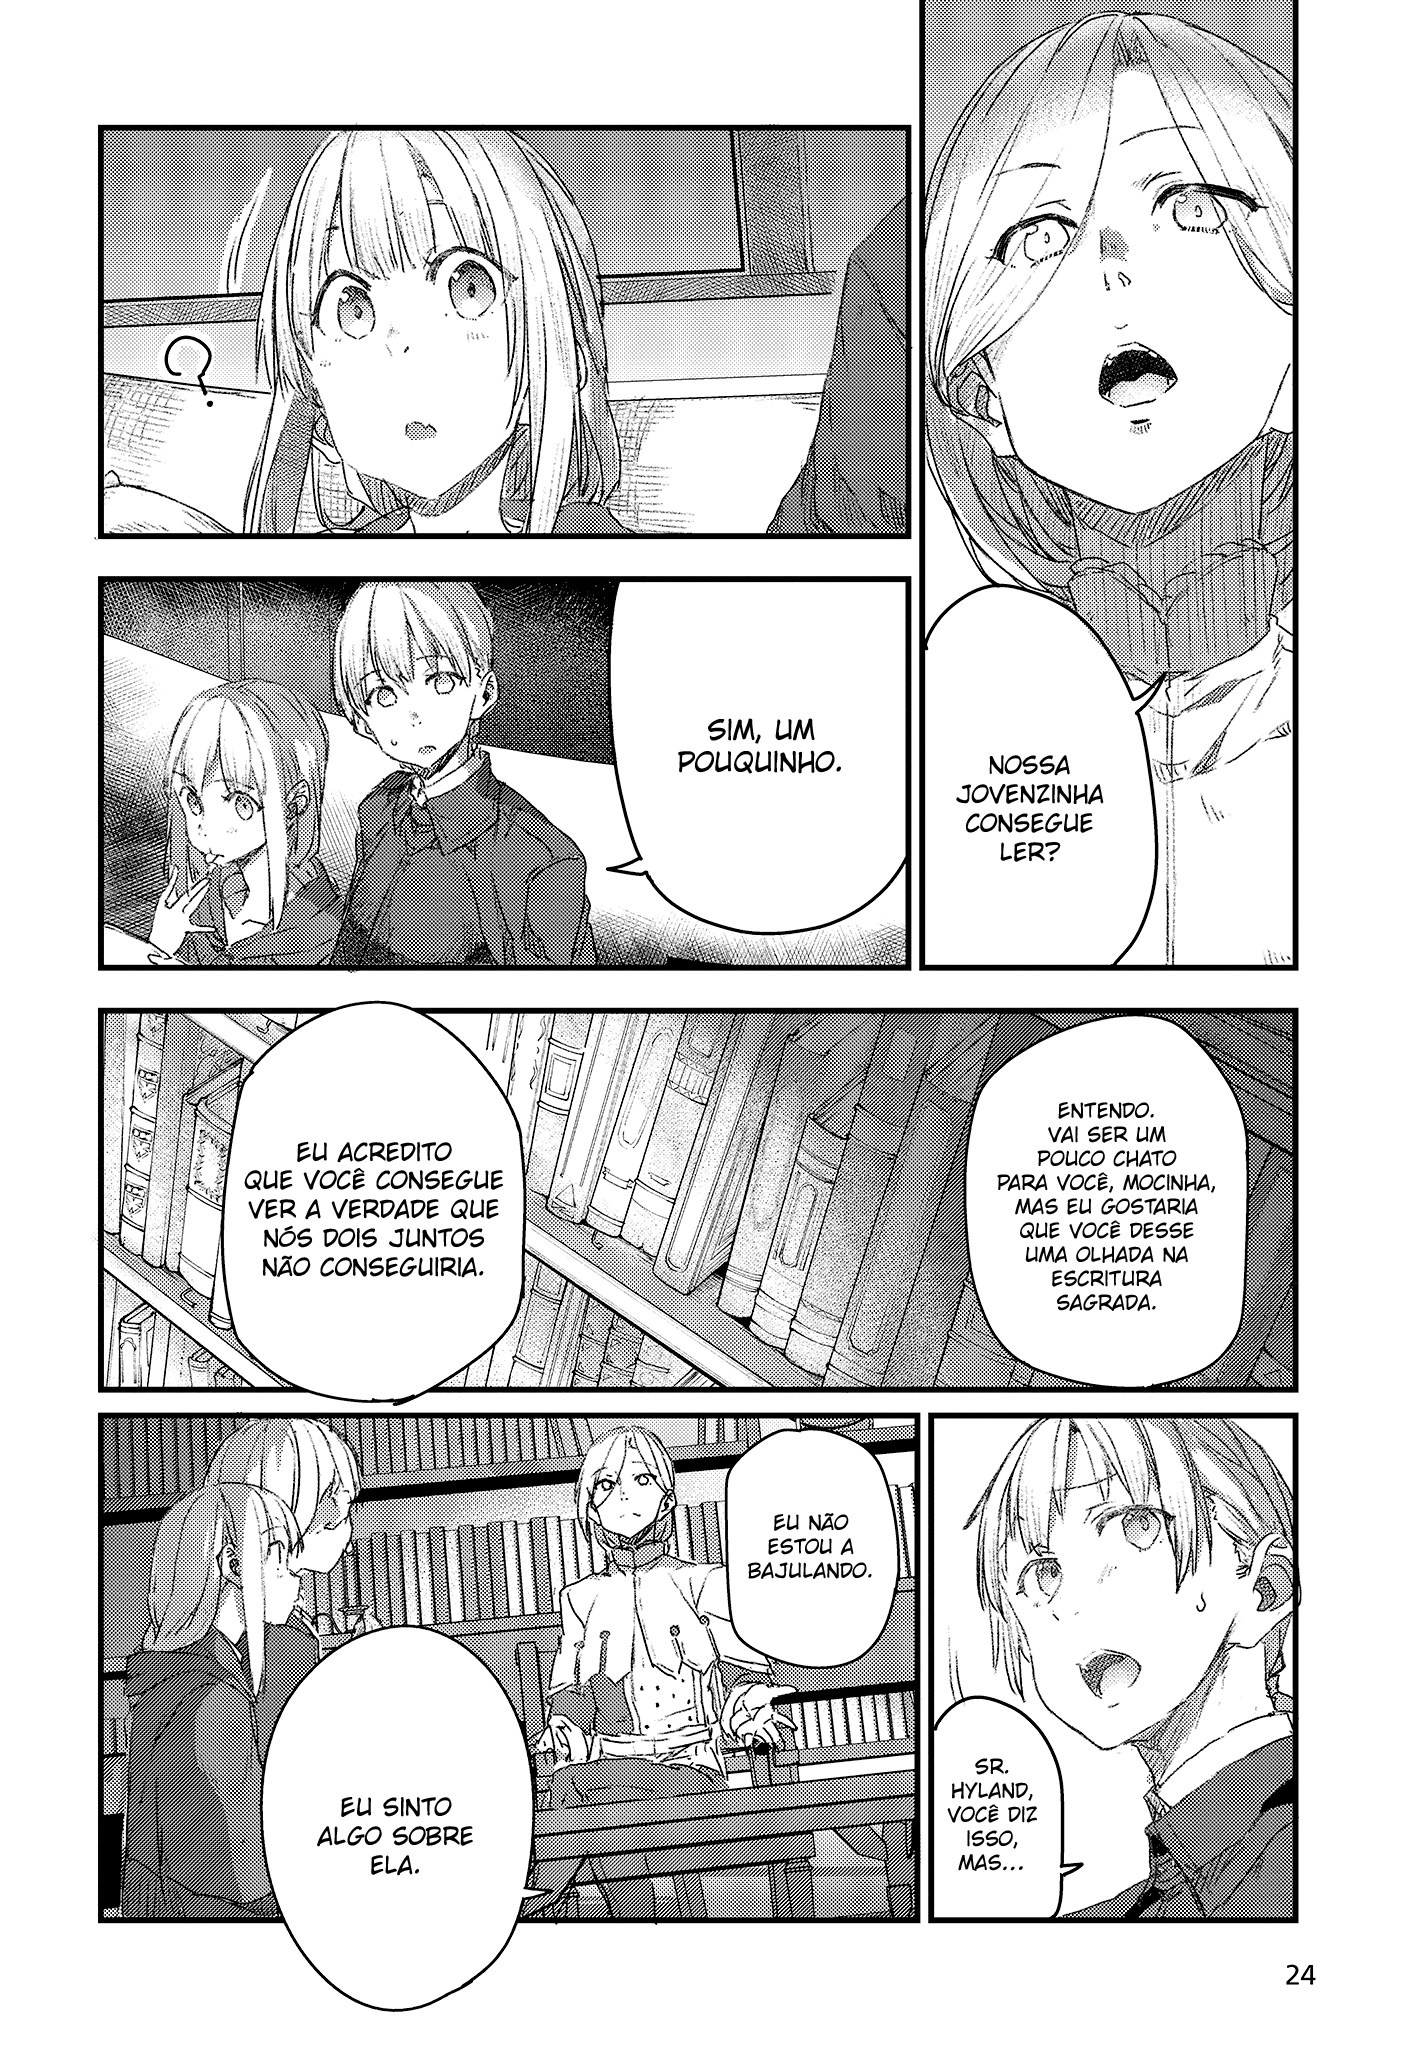 NOSSA
JOVENZINHA
CONSEGUE
LER?
?
SIM, UM
POUQUINHO.
ENTENDO.
VAI SER UM
POUCO CHATO
PARA VOCÊ, MOCINHA,
MAS EU GOSTARIA
QUE VOCÊ DESSE
UMA OLHADA NA
ESCRITURA
SAGRADA.
EU ACREDITO
QUE VOCÊ CONSEGUE
VER A VERDADE QUE
NÓS DOIS JUNTOS
NÃO CONSEGUIRIA.
SR.
HYLAND,
VOCÊ DIZ
ISSO,
MAS...
EU NÃO
ESTOU A
BAJULANDO.
EU SINTO
ALGO SOBRE
ELA.
24